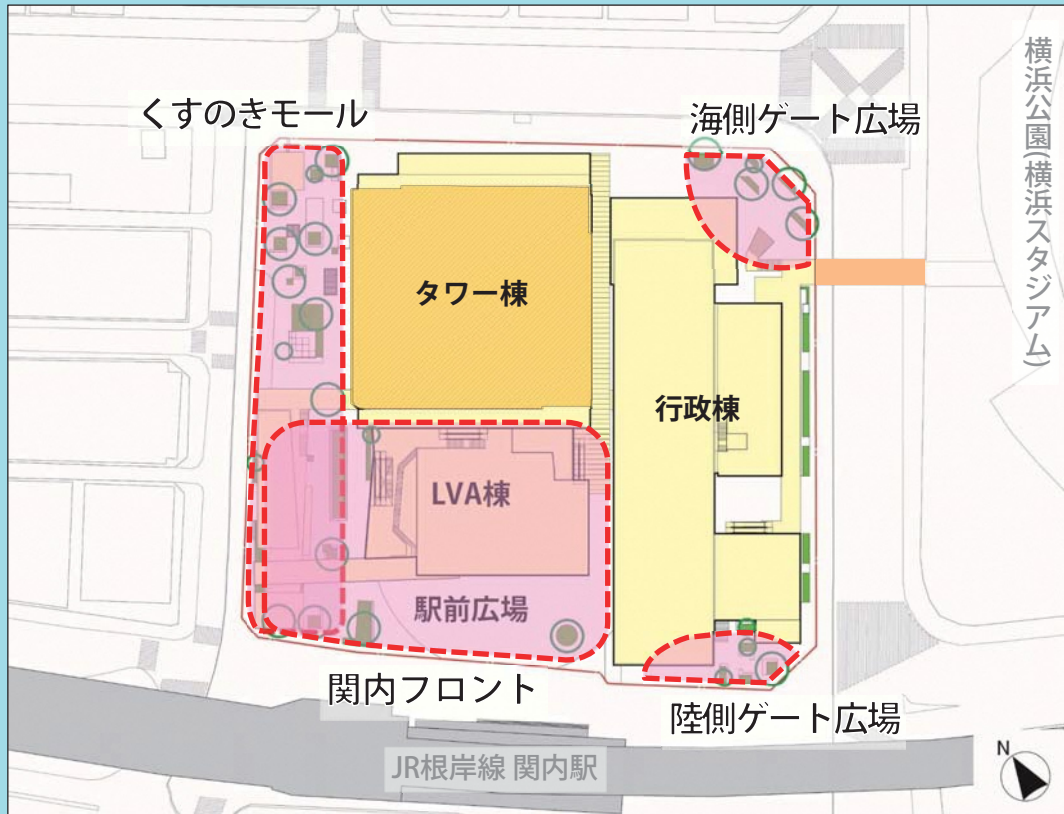 くすのきモール
海側ゲート広場
横浜公園(横浜スタジアム)
タワー棟
行政棟
LVA棟
駅前広場
関内フロント
陸側ゲート広場
JR根岸線 関内駅
N